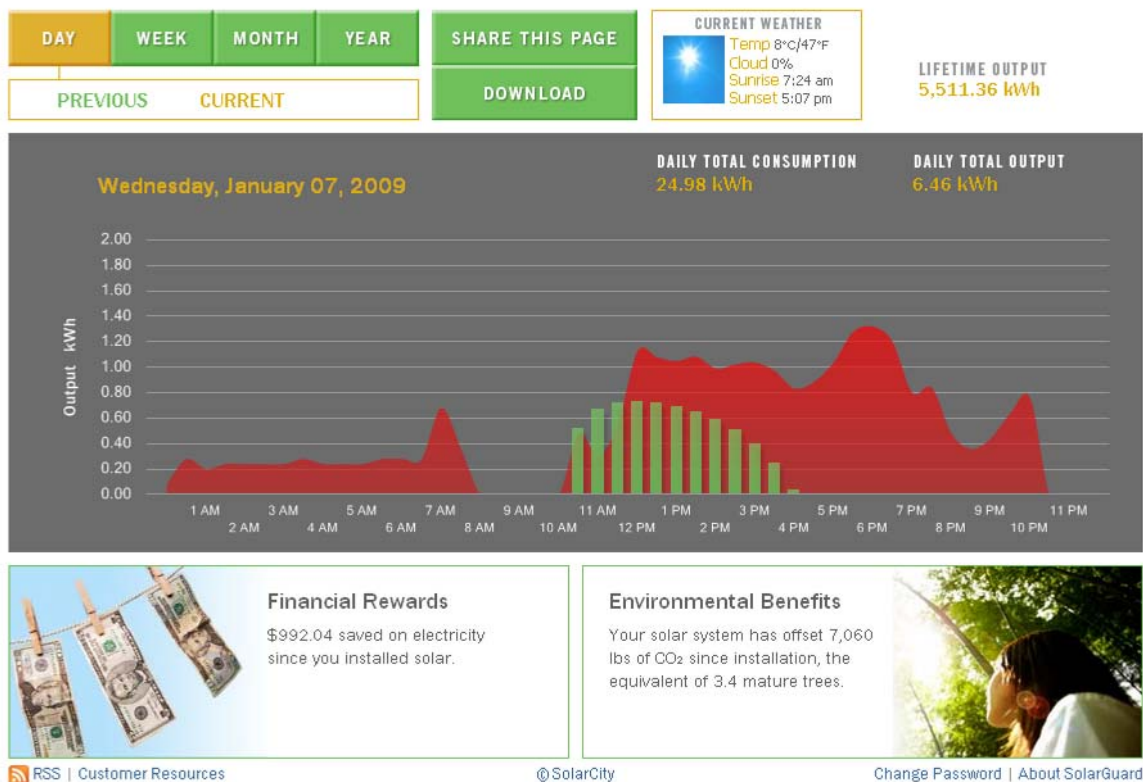 DAY WEEK MONTH YEAR
PREVIOUS CURRENT
SHARE THIS PAGE
DOWNLOAD
CURRENT WEATHER
Temp 8°C/47°F
Cloud 0%
Sunrise 7:24 am
Sunset 5:07 pm
LIFETIME OUTPUT
5,511.36 kWh
Wednesday, January 07, 2009
DAILY TOTAL CONSUMPTION
24.98 kWh
DAILY TOTAL OUTPUT
6.46 kWh
Output kWh
2.00
1.80
1.60
1.40
1.20
1.00
0.80
0.60
0.40
0.20
0.00
1 AM 3 AM 5 AM 7 AM 9 AM 11 AM 1 PM 3 PM 5 PM 7 PM 9 PM 11 PM
2 AM 4 AM 6 AM 8 AM 10 AM 12 PM 2 PM 4 PM 6 PM 8 PM 10 PM
Financial Rewards
$992.04 saved on electricity
since you installed solar.
Environmental Benefits
Your solar system has offset 7,060
lbs of CO₂ since installation, the
equivalent of 3.4 mature trees.
RSS | Customer Resources
© SolarCity
Change Password | About SolarGuard